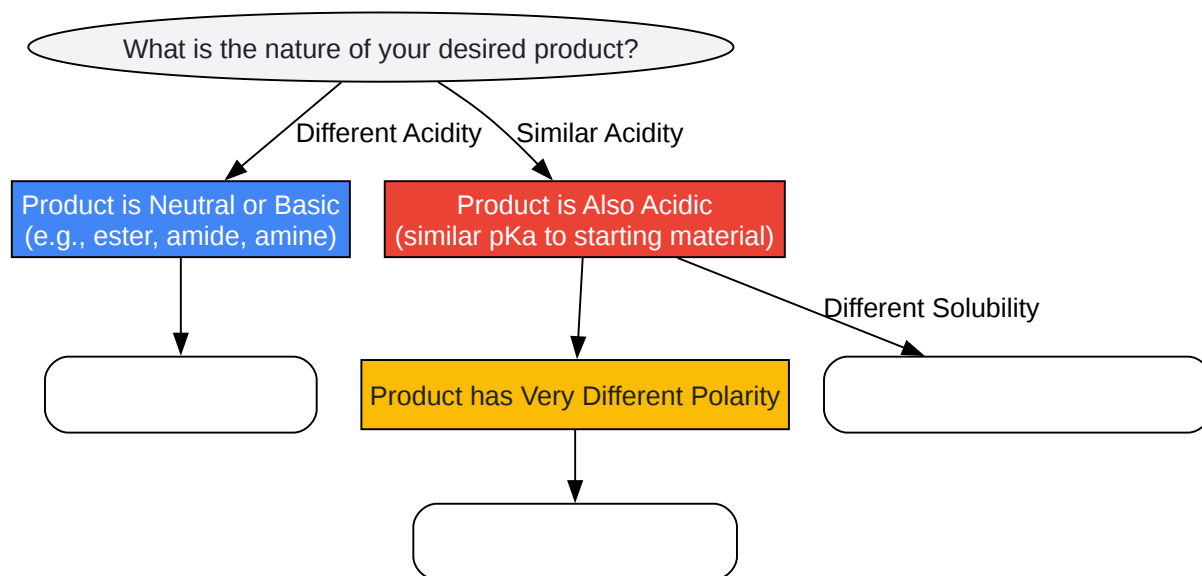 What is the nature of your desired product?
Different Acidity
Similar Acidity
Product is Neutral or Basic
(e.g., ester, amide, amine)
Product is Also Acidic
(similar pKa to starting material)
Different Solubility
Product has Very Different Polarity